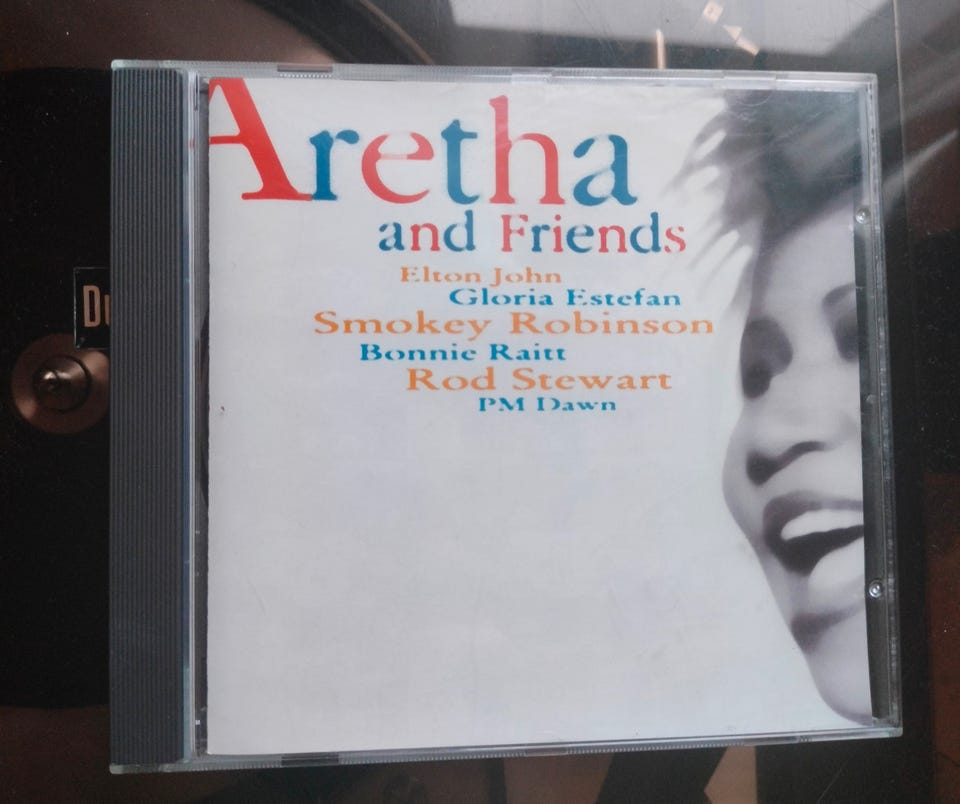 Aretha
and Friends
Elton John
Gloria Estefan
Smokey Robinson
Bonnie Raitt
Rod Stewart
PM Dawn